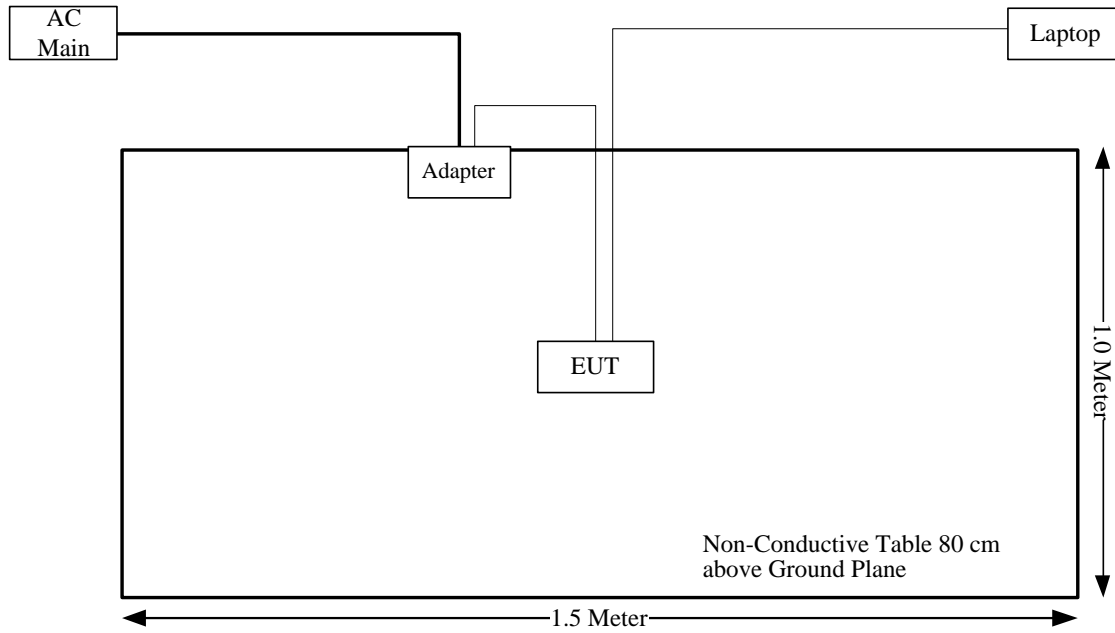 AC
Main
Laptop
Adapter
EUT
1.0 Meter
Non-Conductive Table 80 cm
above Ground Plane
1.5 Meter